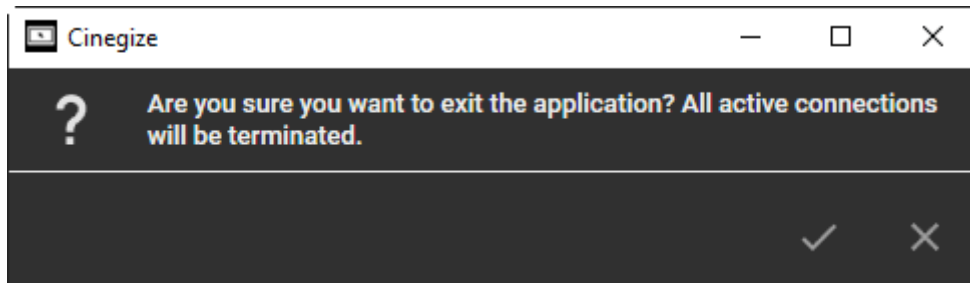 Cinegize
Are you sure you want to exit the application? All active connections
will be terminated.